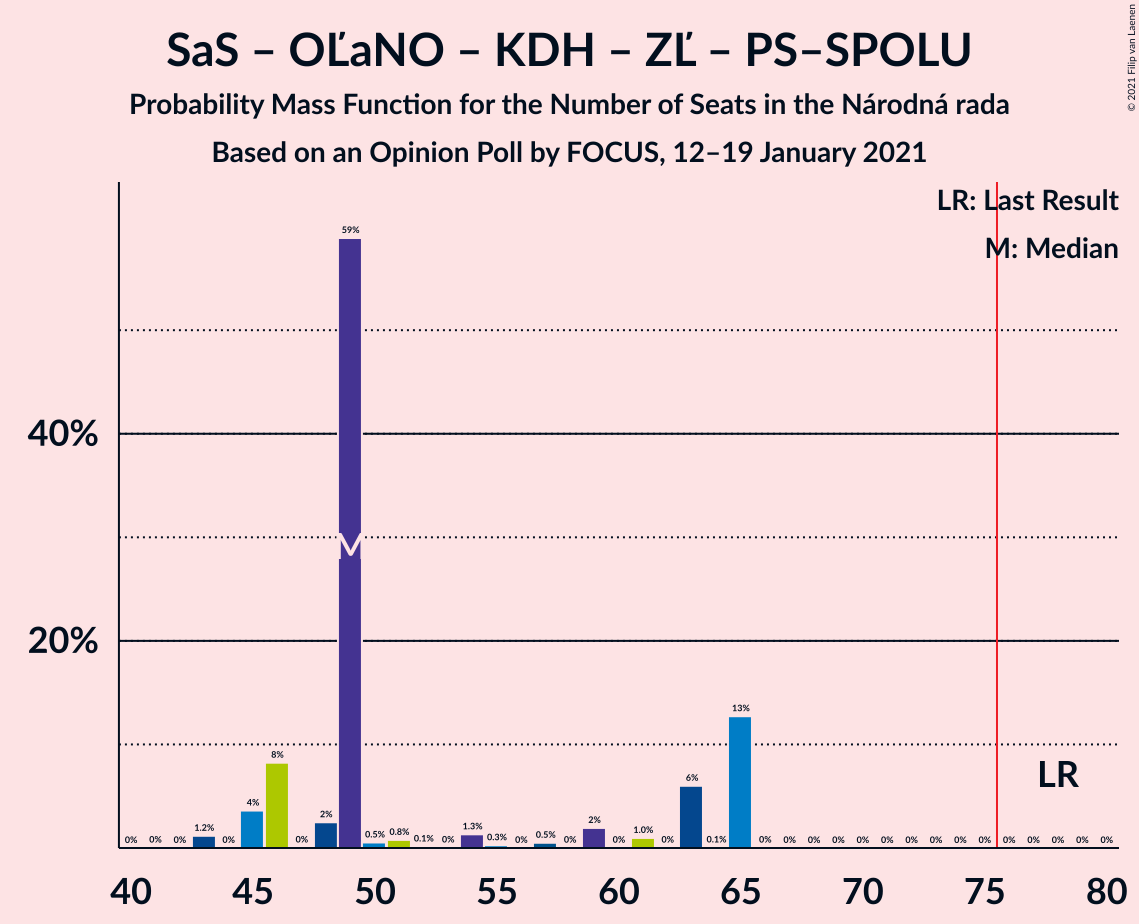 SaS – OĽaNO – KDH – ZĽ – PS–SPOLU
Probability Mass Function for the Number of Seats in the Národná rada
Based on an Opinion Poll by FOCUS, 12–19 January 2021
© 2021 Filip van Laenen
LR: Last Result
M: Median
59%
40%
M
20%
13%
8%
6%
4%
2%
2%
LR
0% 0% 0% 1.2% 0% 0% 0.5% 0.8% 0.1% 0% 1.3% 0.3% 0% 0.5% 0% 0% 1.0% 0% 0.1% 0% 0% 0% 0% 0% 0% 0% 0% 0% 0% 0% 0% 0% 0% 0%
40 45 50 55 60 65 70 75 80